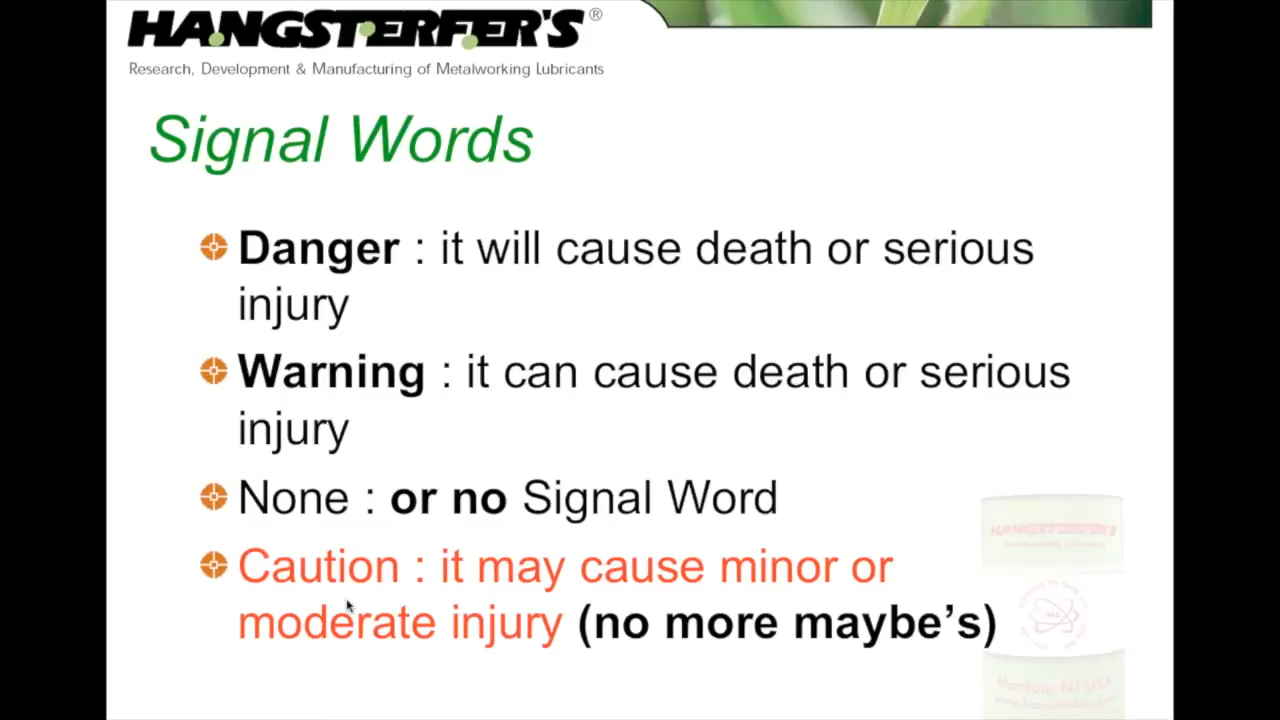 HANGSTERFER'S®
Research, Development & Manufacturing of Metalworking Lubricants
Signal Words
Danger : it will cause death or serious
injury
Warning : it can cause death or serious
injury
None : or no Signal Word
Caution : it may cause minor or
moderate injury (no more maybe’s)
HANGSTERFER'S